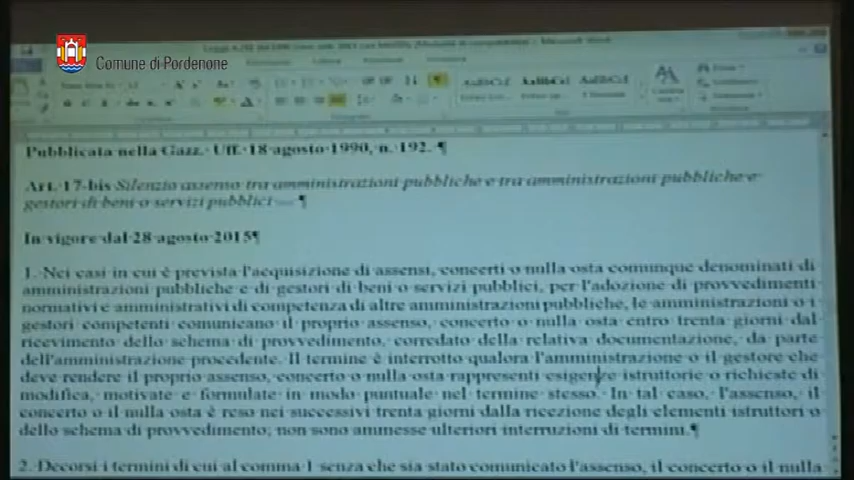 Comune di Pordenone
Pubblicata nella Gazz. Uff. 18 agosto 1990, n. 192. ¶
Art. 17-bis Silenzio assenso tra amministrazioni pubbliche e tra amministrazioni pubbliche e
gestori di beni o servizi pubblici ¶
In vigore dal 28 agosto 2015¶
1. Nei casi in cui è prevista l'acquisizione di assensi, concerti o nulla osta comunque denominati di
amministrazioni pubbliche e di gestori di beni o servizi pubblici, per l'adozione di provvedimenti
normativi e amministrativi di competenza di altre amministrazioni pubbliche, le amministrazioni o i
gestori competenti comunicano il proprio assenso, concerto o nulla osta entro trenta giorni dal
ricevimento dello schema di provvedimento, corredato della relativa documentazione, da parte
dell'amministrazione procedente. Il termine è interrotto qualora l'amministrazione o il gestore che
deve rendere il proprio assenso, concerto o nulla osta rappresenti esigenze istruttorie o richieste di
modifica, motivate e formulate in modo puntuale nel termine stesso. In tal caso, l'assenso, il
concerto o il nulla osta è reso nei successivi trenta giorni dalla ricezione degli elementi istruttori o
dello schema di provvedimento; non sono ammesse ulteriori interruzioni di termini.¶
2. Decorsi i termini di cui al comma 1 senza che sia stato comunicato l'assenso, il concerto o il nulla